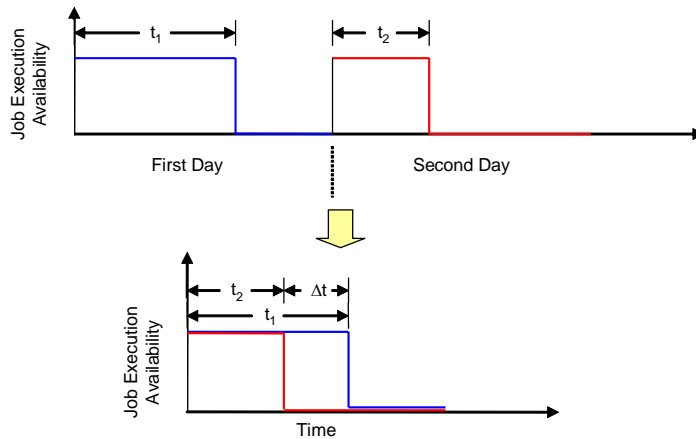 t1
t2
Job Execution
Availability
First Day
Second Day
t2
Δt
t1
Job Execution
Availability
Time